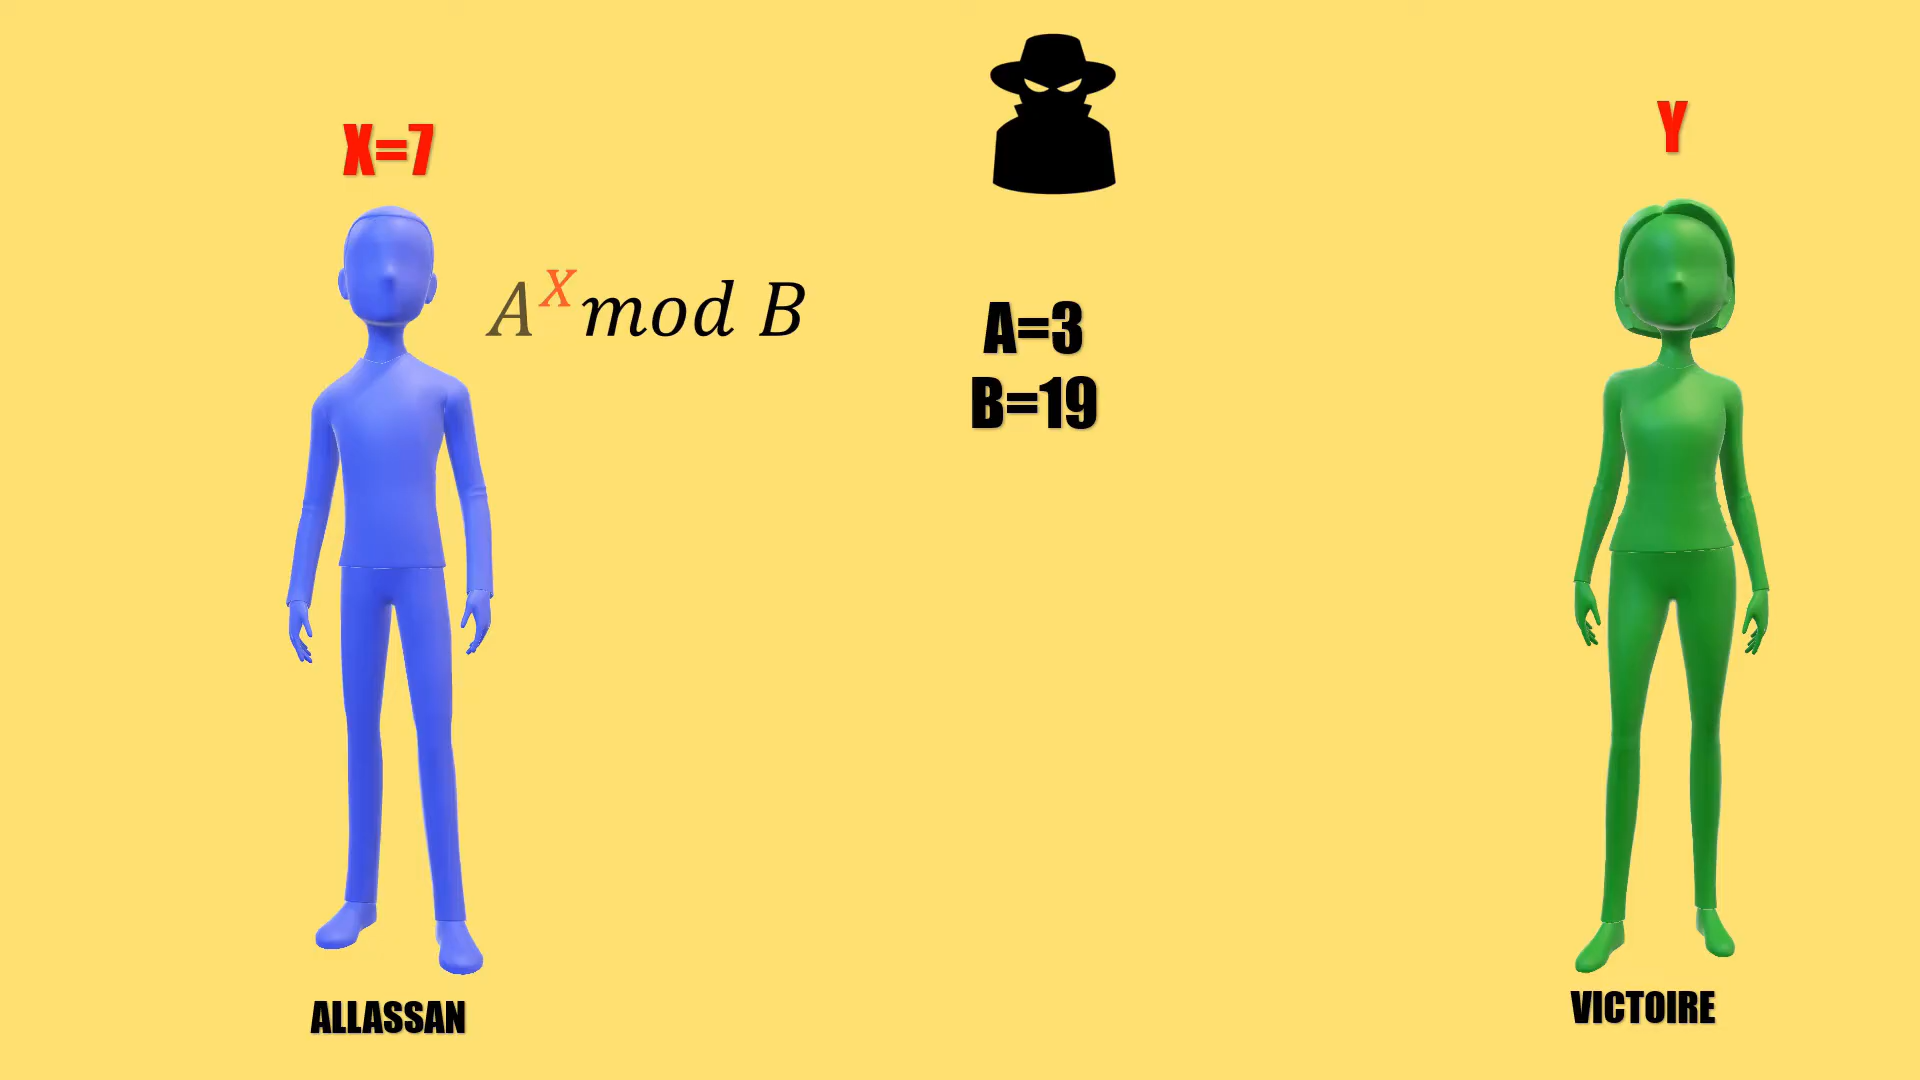 X=7
Y
A^X mod B
A=3
B=19
ALLASSAN
VICTOIRE